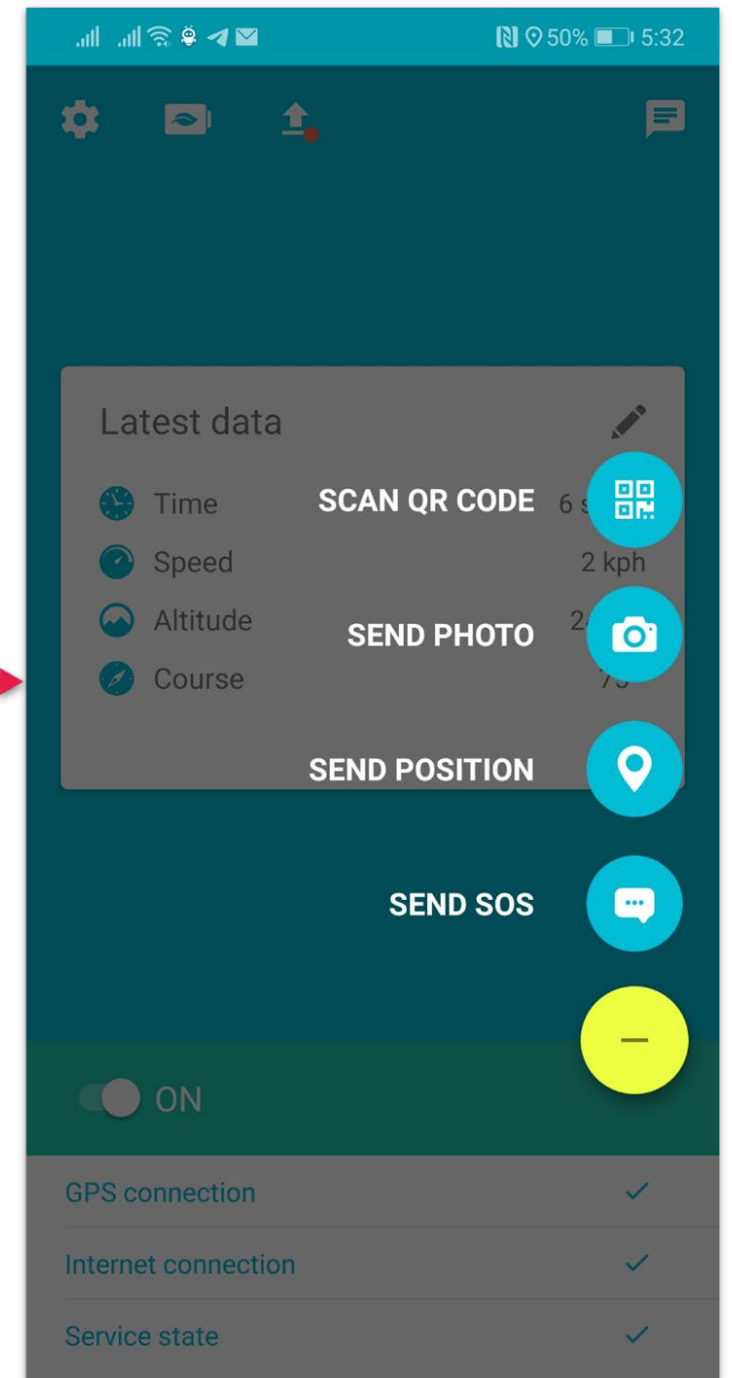 50% 5:32
Latest data
Time
SCAN QR CODE
Speed 2 kph
Altitude
SEND PHOTO
Course
SEND POSITION
SEND SOS
ON
GPS connection
Internet connection
Service state